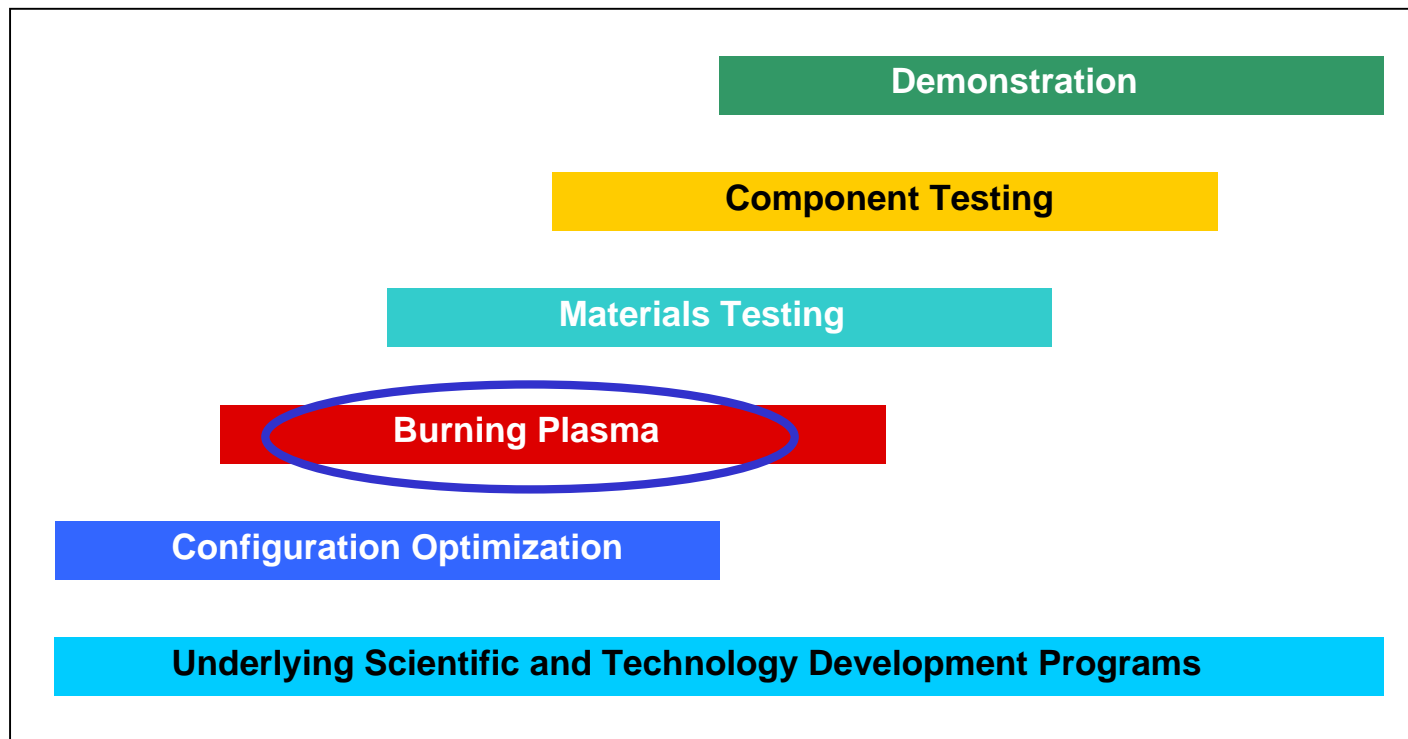 Demonstration
Component Testing
Materials Testing
Burning Plasma
Configuration Optimization
Underlying Scientific and Technology Development Programs